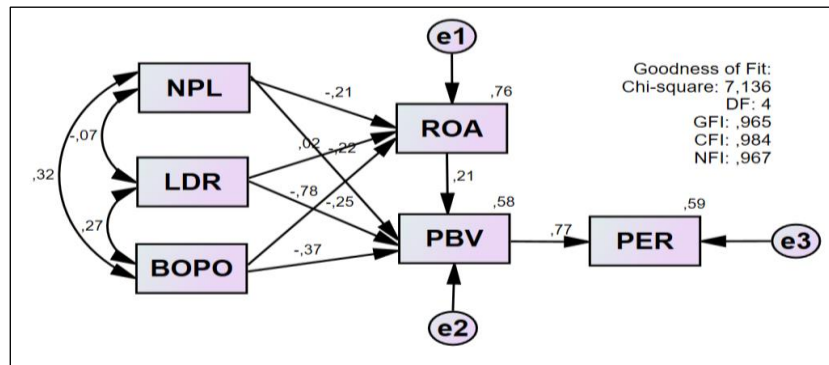 e1
Goodness of Fit:
Chi-square: 7,136
DF: 4
GFI: ,965
CFI: ,984
NFI: ,967
NPL
-,21
,76
ROA
-,07
,02
-,22
,32
LDR
,21
-,78
-,25
,27
,58
,59
BOPO
-,37
PBV
,77
PER
e3
e2